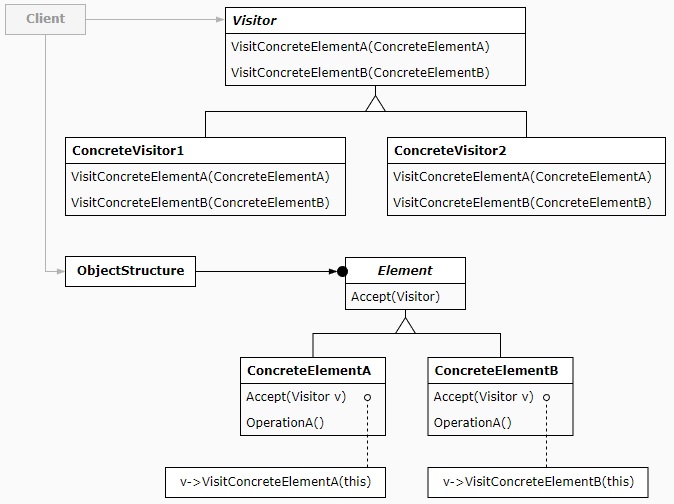 Client
Visitor
VisitConcreteElementA(ConcreteElementA)
VisitConcreteElementB(ConcreteElementB)
ConcreteVisitor1
VisitConcreteElementA(ConcreteElementA)
VisitConcreteElementB(ConcreteElementB)
ConcreteVisitor2
VisitConcreteElementA(ConcreteElementA)
VisitConcreteElementB(ConcreteElementB)
ObjectStructure
Element
Accept(Visitor)
ConcreteElementA
Accept(Visitor v)
OperationA()
ConcreteElementB
Accept(Visitor v)
OperationA()
v->VisitConcreteElementA(this)
v->VisitConcreteElementB(this)